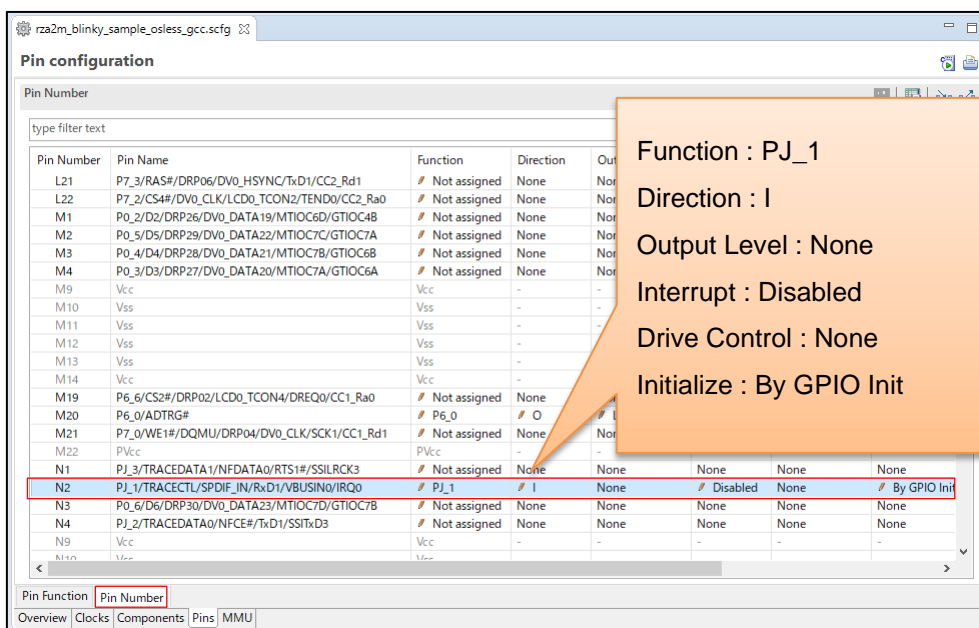 rza2m_blinky_sample_osless_gcc.scfg
Pin configuration
Pin Number
type filter text
Pin Number Pin Name Function Direction
L21 P7_3/RAS#/DRP06/DV0_HSYNC/TxD1/CC2_Rd1 Not assigned None
L22 P7_2/CS4#/DV0_CLK/LCD0_TCON2/TEND0/CC2_Ra0 Not assigned None
M1 P0_2/D2/DRP26/DV0_DATA19/MTIOC6D/GTIOC4B Not assigned None
M2 P0_5/D5/DRP29/DV0_DATA22/MTIOC7C/GTIOC7A Not assigned None
M3 P0_4/D4/DRP28/DV0_DATA21/MTIOC7B/GTIOC6B Not assigned None
M4 P0_3/D3/DRP27/DV0_DATA20/MTIOC7A/GTIOC6A Not assigned None
M9 Vcc Vcc -
M10 Vss Vss -
M11 Vss Vss -
M12 Vss Vss -
M13 Vss Vss -
M14 Vcc Vcc -
M19 P6_6/CS2#/DRP02/LCD0_TCON4/DREQ0/CC1_Ra0 Not assigned None
M20 P6_0/ADTRG# P6_0 O L
M21 P7_0/WE1#/DQMU/DRP04/DV0_CLK/SCK1/CC1_Rd1 Not assigned None
M22 PVcc PVcc - -
N1 PJ_3/TRACEDATA1/NFDATA0/RTS1#/SSILRCK3 Not assigned None None None None None
N2 PJ_1/TRACECTL/SPDIF_IN/RxD1/VBUSIN0/IRQ0 PJ_1 I None Disabled None By GPIO Init
N3 P0_6/D6/DRP30/DV0_DATA23/MTIOC7D/GTIOC7B Not assigned None None None None None
N4 PJ_2/TRACEDATA0/NFCE#/TxD1/SSITxD3 Not assigned None None None None None
N9 Vcc Vcc - - - - -
Function : PJ_1
Direction : I
Output Level : None
Interrupt : Disabled
Drive Control : None
Initialize : By GPIO Init
Pin Function Pin Number
Overview Clocks Components Pins MMU